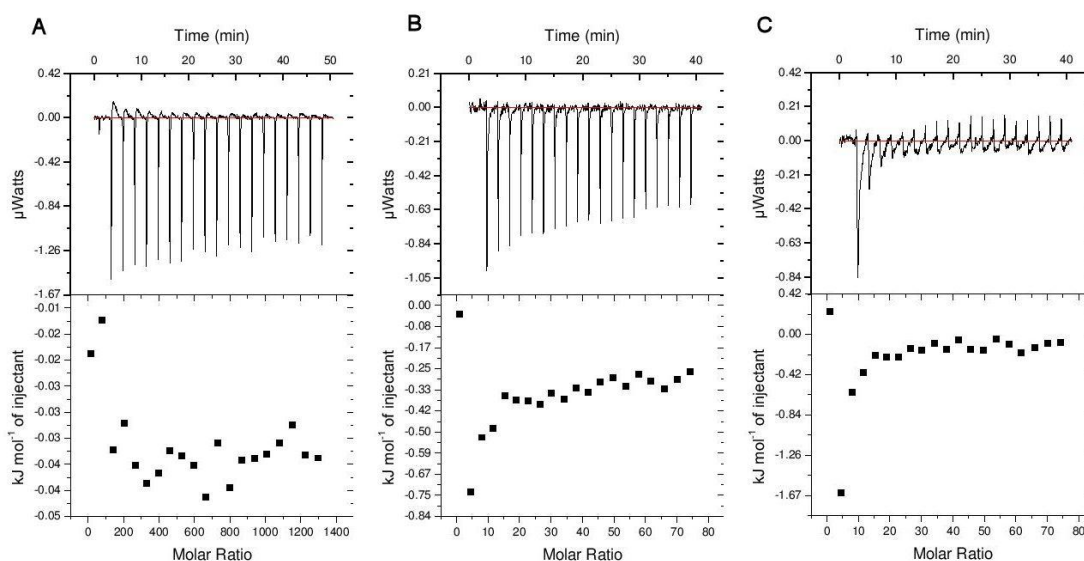 A
Time (min)
0 10 20 30 40 50
0.42
0.00
-0.42
-0.84
-1.26
-1.67
µWatts
-0.01
-0.02
-0.02
-0.03
-0.03
-0.03
-0.04
-0.04
-0.05
kJ mol⁻¹ of injectant
0 200 400 600 800 1000 1200 1400
Molar Ratio
B
Time (min)
0 10 20 30 40
0.21
0.00
-0.21
-0.42
-0.63
-0.84
-1.05
µWatts
0.00
-0.08
-0.17
-0.25
-0.33
-0.42
-0.50
-0.59
-0.67
-0.75
-0.84
kJ mol⁻¹ of injectant
0 10 20 30 40 50 60 70 80
Molar Ratio
C
Time (min)
0 10 20 30 40
0.42
0.21
0.00
-0.21
-0.42
-0.63
-0.84
µWatts
0.42
0.00
-0.42
-0.84
-1.26
-1.67
kJ mol⁻¹ of injectant
0 10 20 30 40 50 60 70 80
Molar Ratio